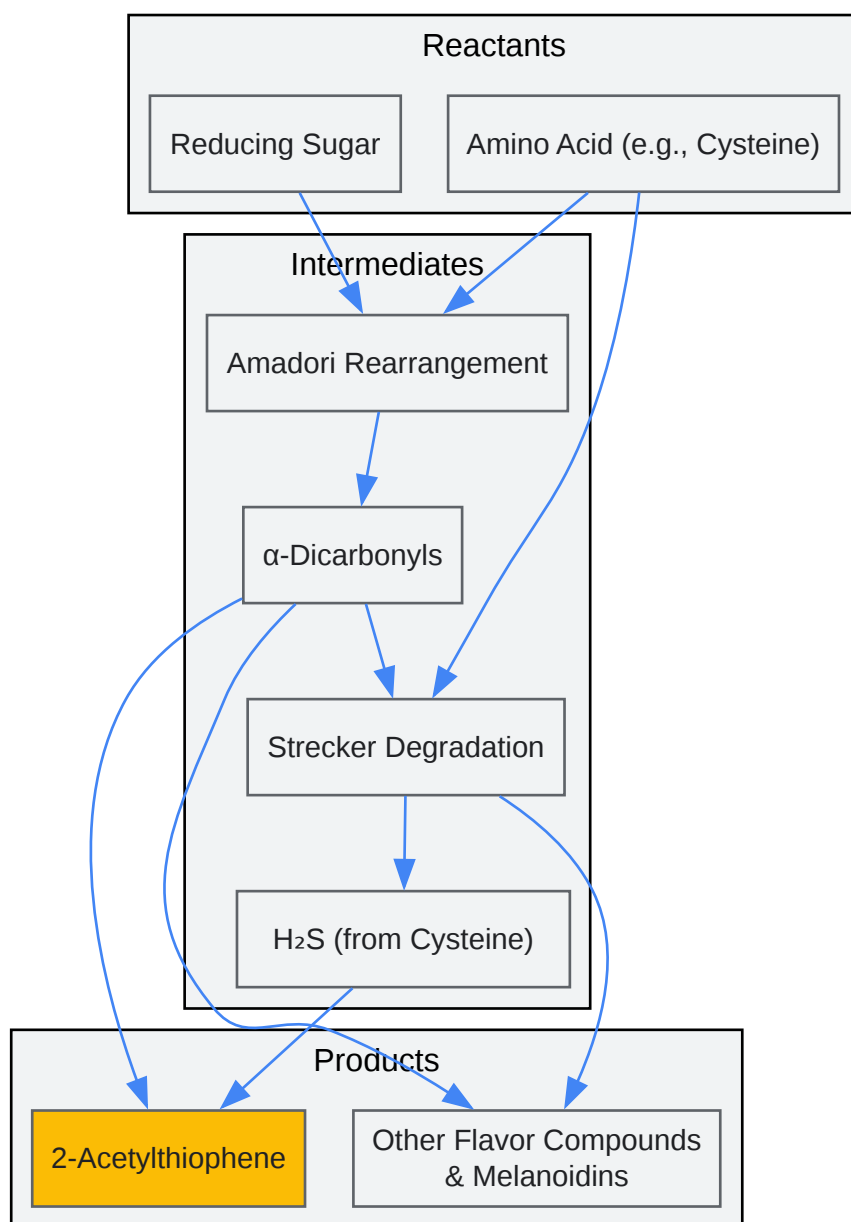 Reactants
Reducing Sugar
Amino Acid (e.g., Cysteine)
Intermediates
Amadori Rearrangement
α-Dicarbonyls
Strecker Degradation
H₂S (from Cysteine)
Products
2-Acetylthiophene
Other Flavor Compounds
& Melanoidins